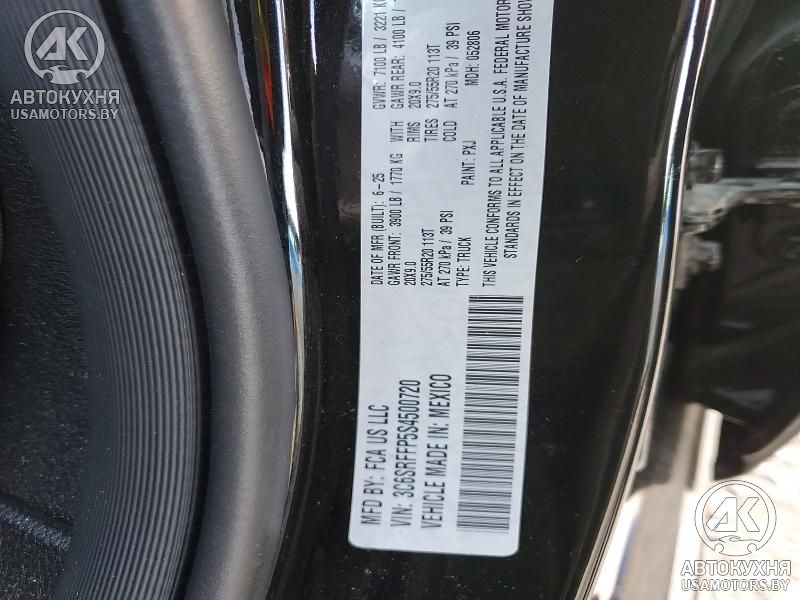 AK
АВТОКУХНЯ
USAMOTORS.BY
MFD BY: FCA US LLC
VIN: 3C6SRFFP5S4500720
VEHICLE MADE IN: MEXICO
DATE OF MFR (BUILT): 6-25 GVWR: 7100 LB / 3221 KG
GAWR FRONT: 3900 LB / 1770 KG WITH GAWR REAR: 4100 LB /
20X9.0 RIMS 20X9.0
275/55R20 113T TIRES 275/55R20 113T
AT 270 kPa / 39 PSI COLD AT 270 kPa / 39 PSI
TYPE: TRUCK PAINT: PXJ MDH: 052806
THIS VEHICLE CONFORMS TO ALL APPLICABLE U.S.A. FEDERAL MOTOR
STANDARDS IN EFFECT ON THE DATE OF MANUFACTURE SHOW
AK
АВТОКУХНЯ
USAMOTORS.BY